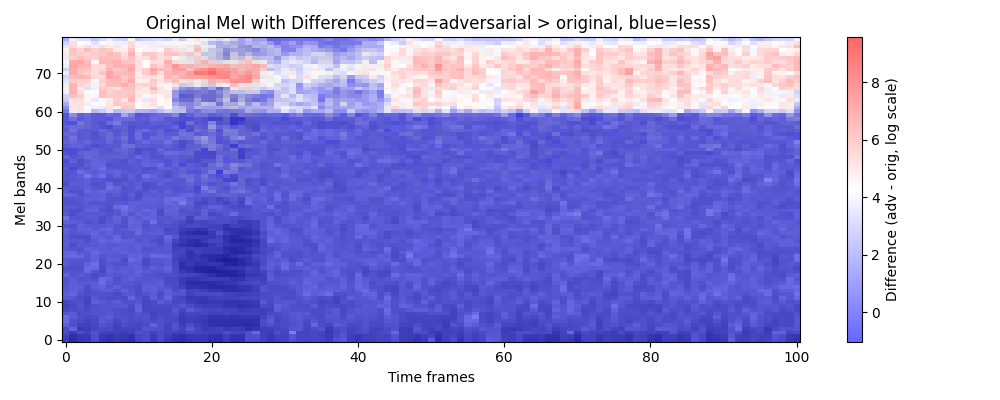 Original Mel with Differences (red=adversarial > original, blue=less)
Mel bands
70
60
50
40
30
20
10
0
0 20 40 60 80 100
Time frames
8
6
4
2
0
Difference (adv - orig, log scale)